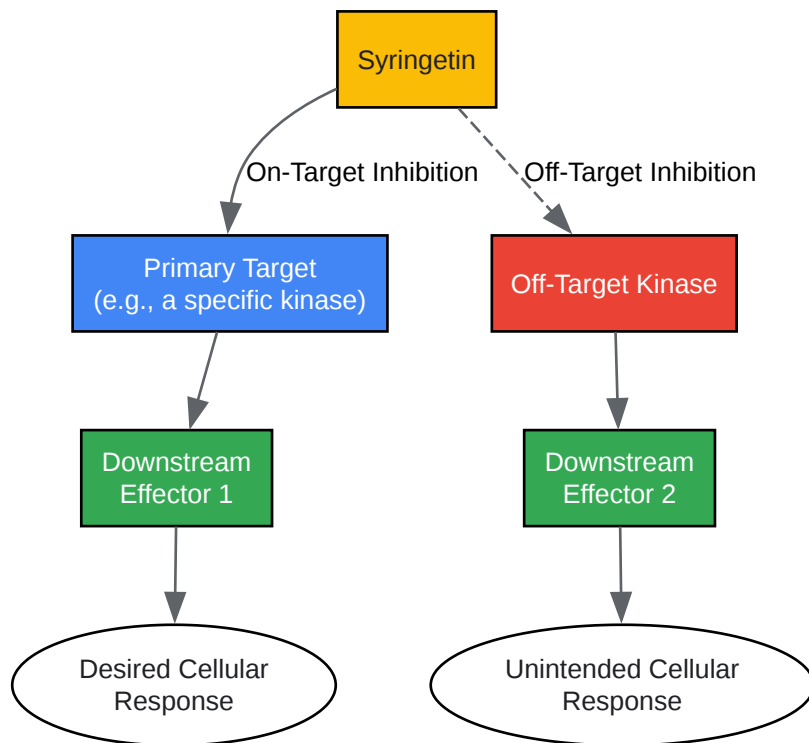 Syringetin
On-Target Inhibition
Off-Target Inhibition
Primary Target
(e.g., a specific kinase)
Off-Target Kinase
Downstream
Effector 1
Downstream
Effector 2
Desired Cellular
Response
Unintended Cellular
Response